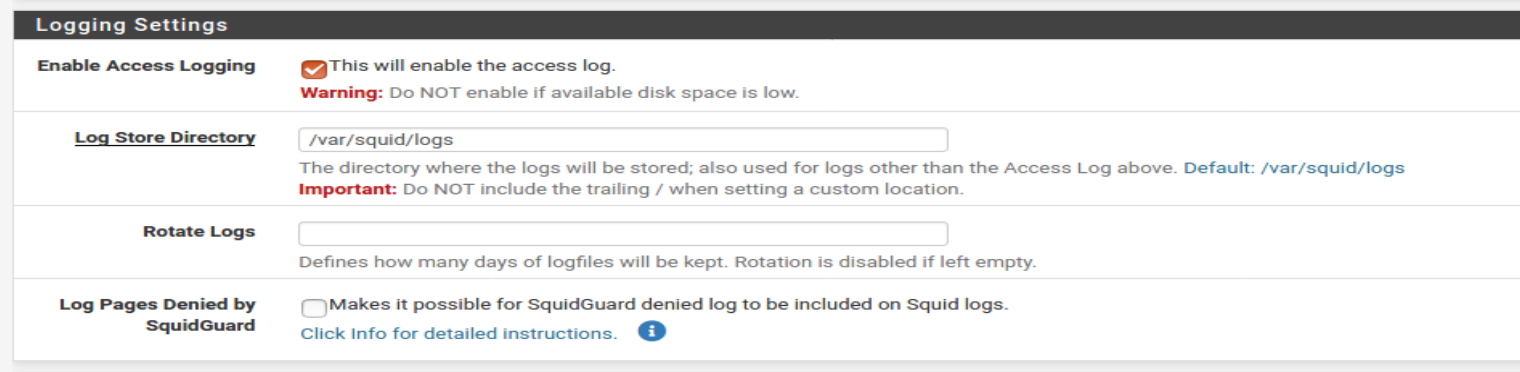 Logging Settings
Enable Access Logging
This will enable the access log.
Warning: Do NOT enable if available disk space is low.
Log Store Directory
/var/squid/logs
The directory where the logs will be stored; also used for logs other than the Access Log above. Default: /var/squid/logs
Important: Do NOT include the trailing / when setting a custom location.
Rotate Logs
Defines how many days of logfiles will be kept. Rotation is disabled if left empty.
Log Pages Denied by
SquidGuard
Makes it possible for SquidGuard denied log to be included on Squid logs.
Click Info for detailed instructions.